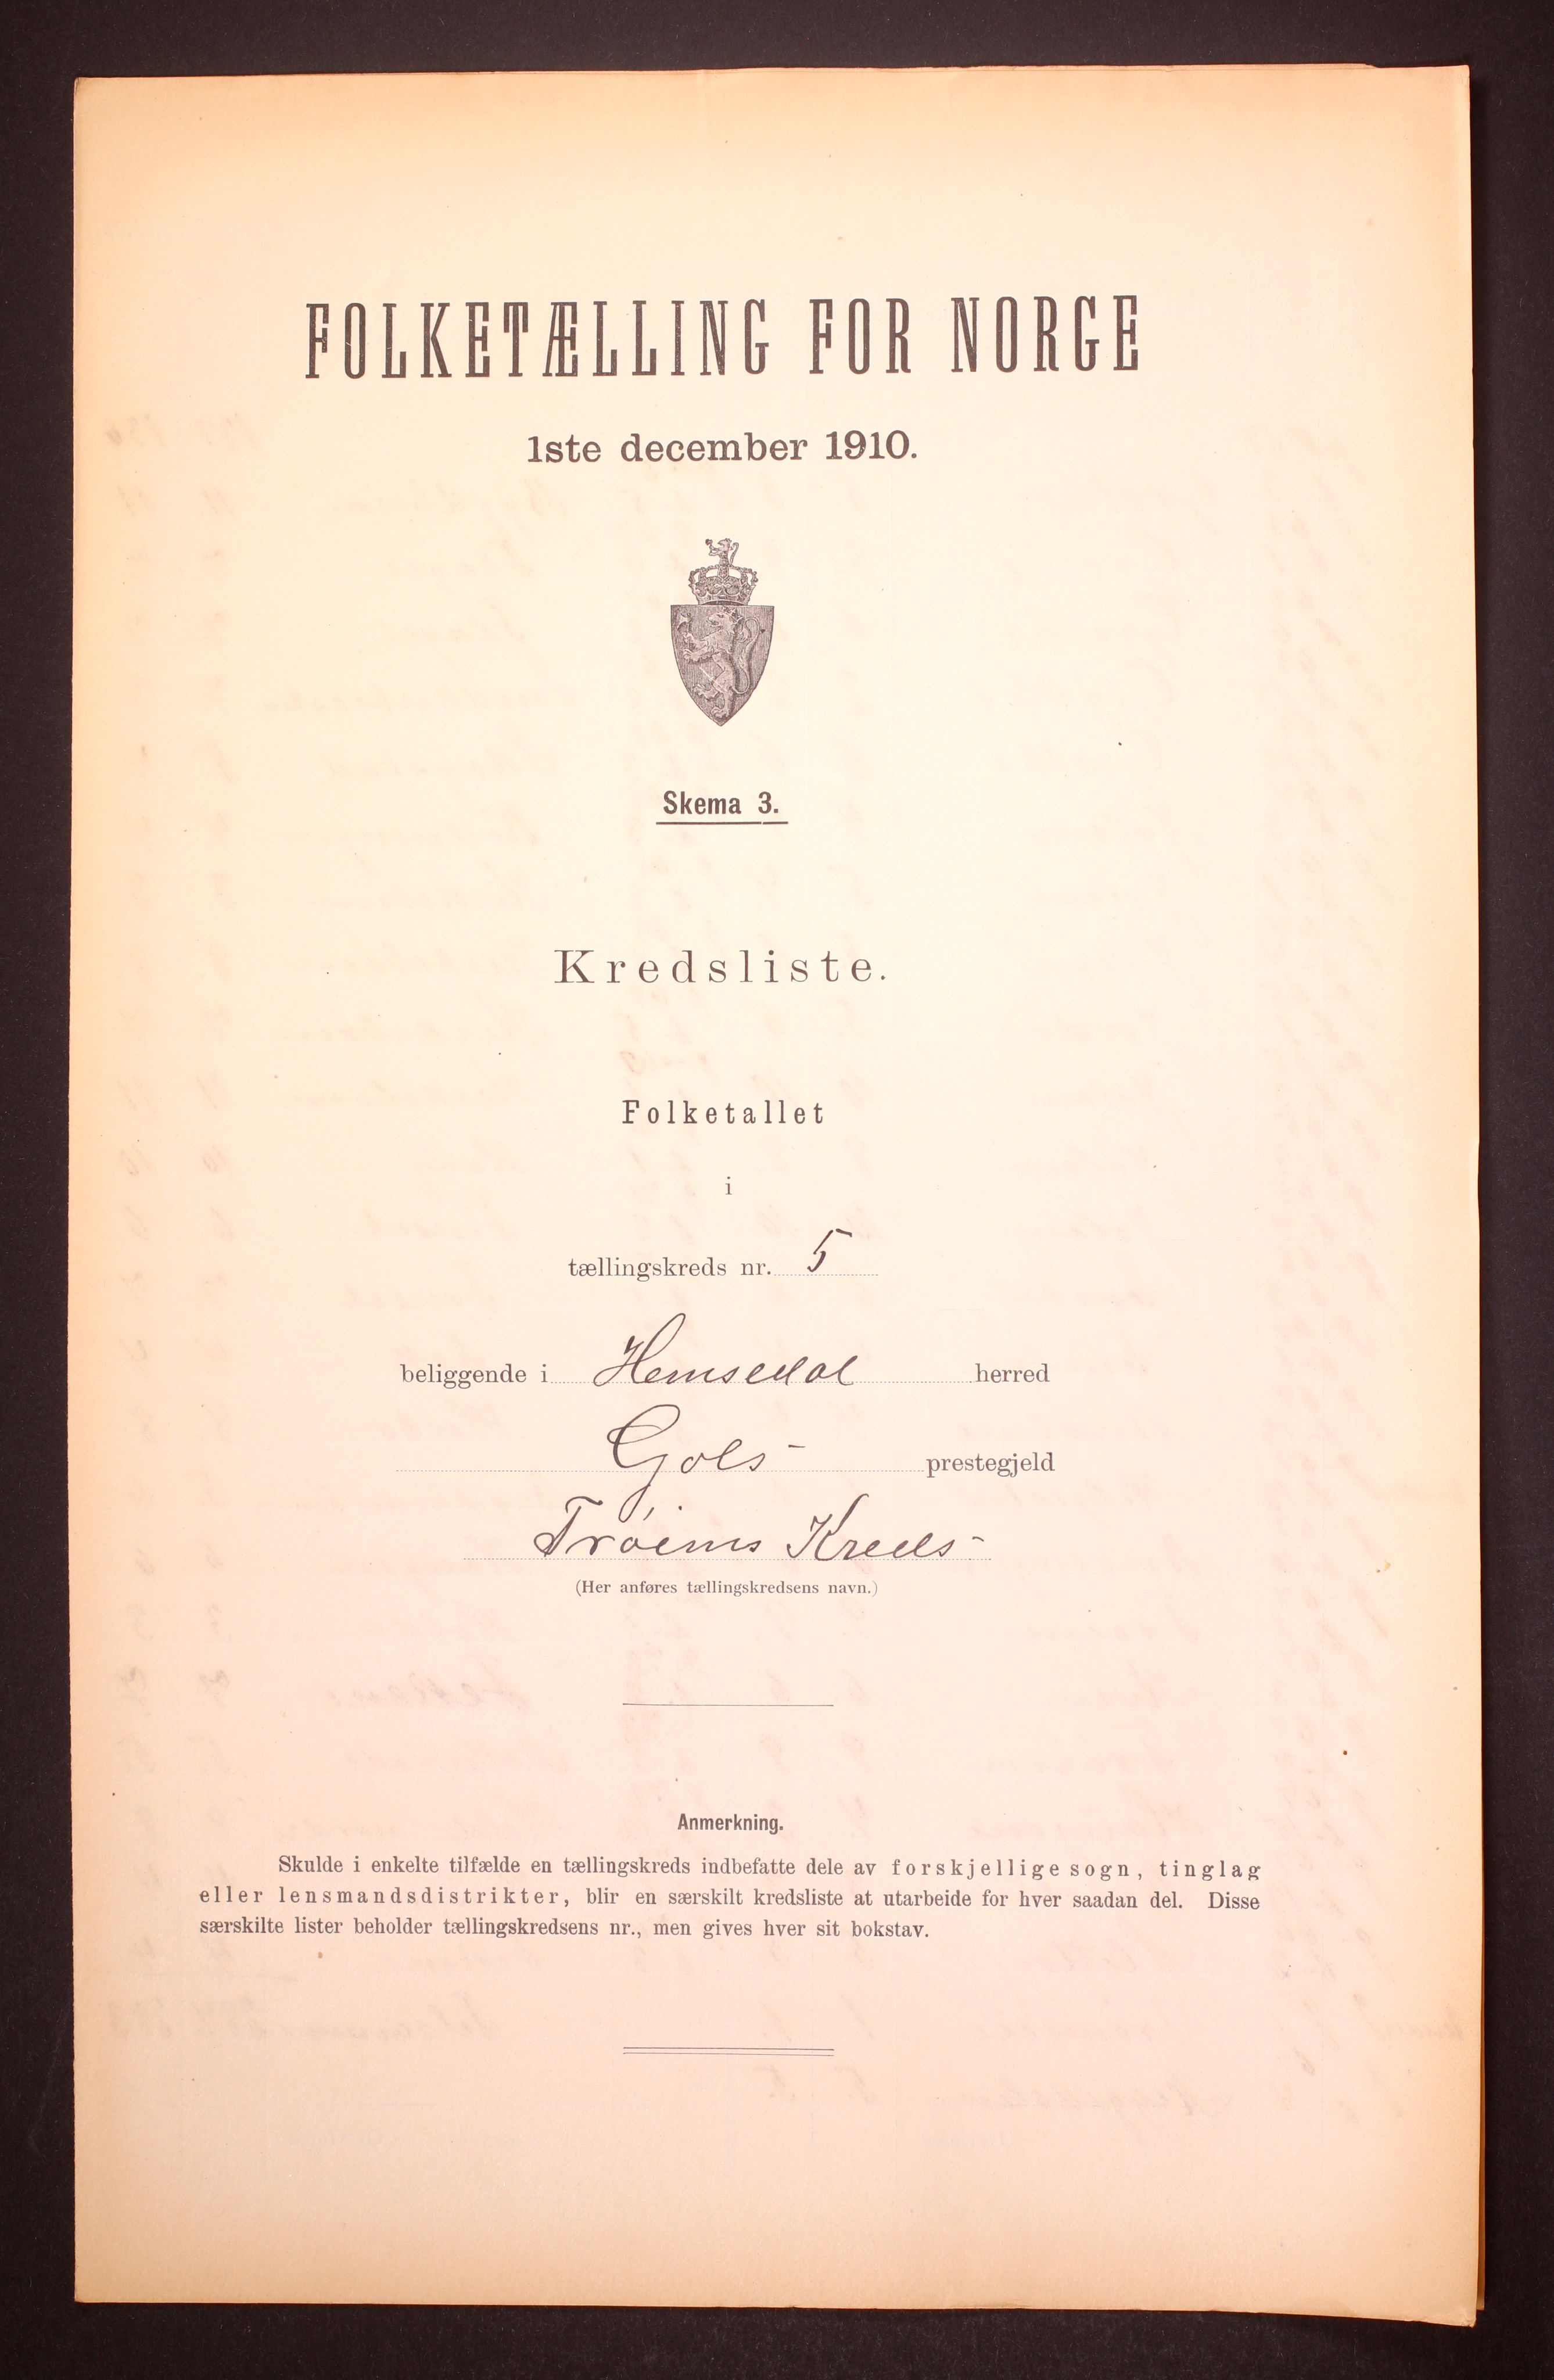 FOLKETÆLLING FOR NORGE
1ste december 1910.
Skema 3.
Kredsliste.
Folketallet
i
tællingskreds nr. 5
beliggende i Hemsedal herred
Gols prestegjeld
Trøims Kreds
(Her anføres tællingskredsens navn.)
Anmerkning.
Skulde i enkelte tilfælde en tællingskreds indbefatte dele av forskjellige sogn, tinglag
eller lensmandsdistrikter, blir en særskilt kredsliste at utarbeide for hver saadan del. Disse
særskilte lister beholder tællingskredsens nr., men gives hver sit bokstav.